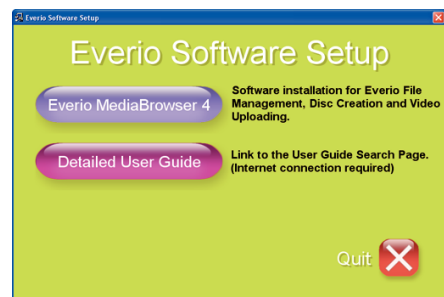 Everio Software Setup
Everio Software Setup
Everio MediaBrowser 4
Software installation for Everio File
Management, Disc Creation and Video
Uploading.
Detailed User Guide
Link to the User Guide Search Page.
(Internet connection required)
Quit